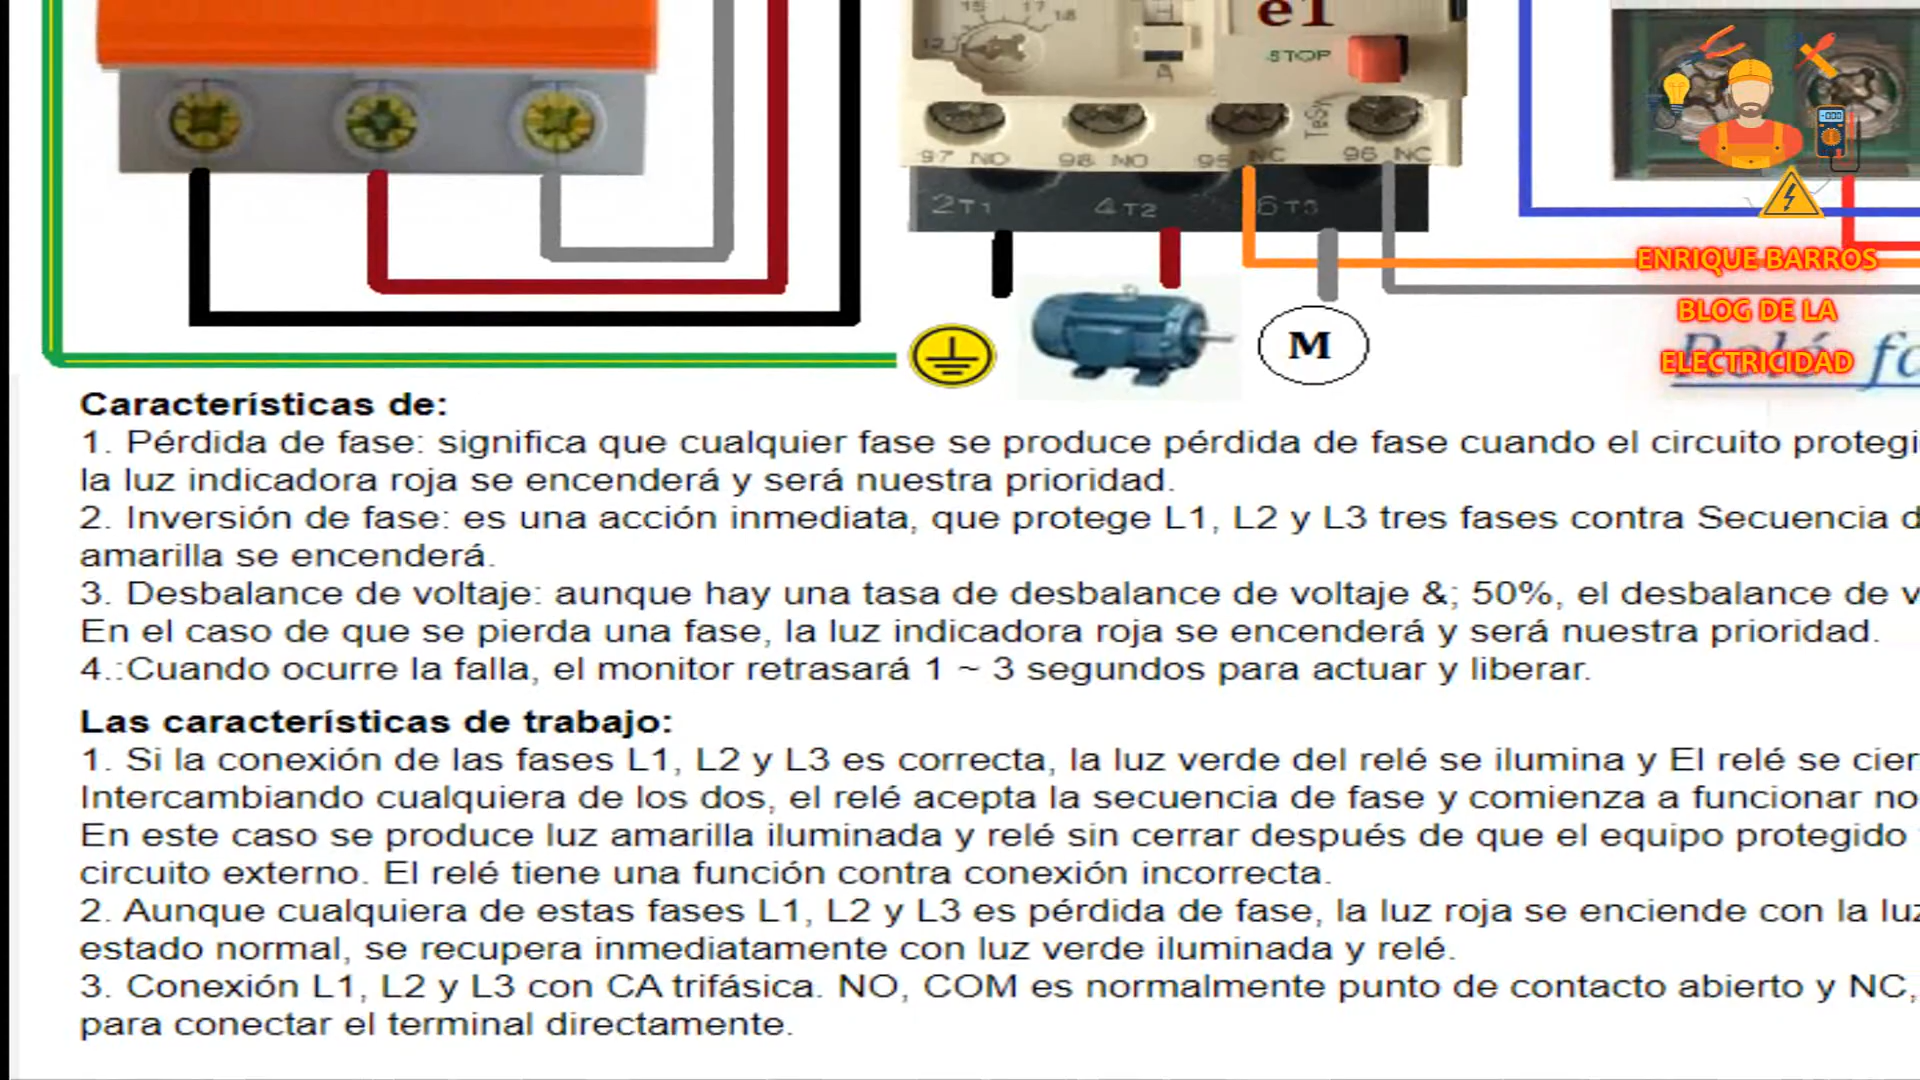 15
17
18
12
e1
STOP
A
TeSy
97 NO
98 NO
95 NC
96 NC
2T1
4T2
6T3
M
ENRIQUE BARROS
BLOG DE LA
ELECTRICIDAD
Relé fa
Características de:
1. Pérdida de fase: significa que cualquier fase se produce pérdida de fase cuando el circuito protegi
la luz indicadora roja se encenderá y será nuestra prioridad.
2. Inversión de fase: es una acción inmediata, que protege L1, L2 y L3 tres fases contra Secuencia d
amarilla se encenderá.
3. Desbalance de voltaje: aunque hay una tasa de desbalance de voltaje &; 50%, el desbalance de v
En el caso de que se pierda una fase, la luz indicadora roja se encenderá y será nuestra prioridad.
4.:Cuando ocurre la falla, el monitor retrasará 1 ~ 3 segundos para actuar y liberar.
Las características de trabajo:
1. Si la conexión de las fases L1, L2 y L3 es correcta, la luz verde del relé se ilumina y El relé se cier
Intercambiando cualquiera de los dos, el relé acepta la secuencia de fase y comienza a funcionar no
En este caso se produce luz amarilla iluminada y relé sin cerrar después de que el equipo protegido
circuito externo. El relé tiene una función contra conexión incorrecta.
2. Aunque cualquiera de estas fases L1, L2 y L3 es pérdida de fase, la luz roja se enciende con la luz
estado normal, se recupera inmediatamente con luz verde iluminada y relé.
3. Conexión L1, L2 y L3 con CA trifásica. NO, COM es normalmente punto de contacto abierto y NC,
para conectar el terminal directamente.